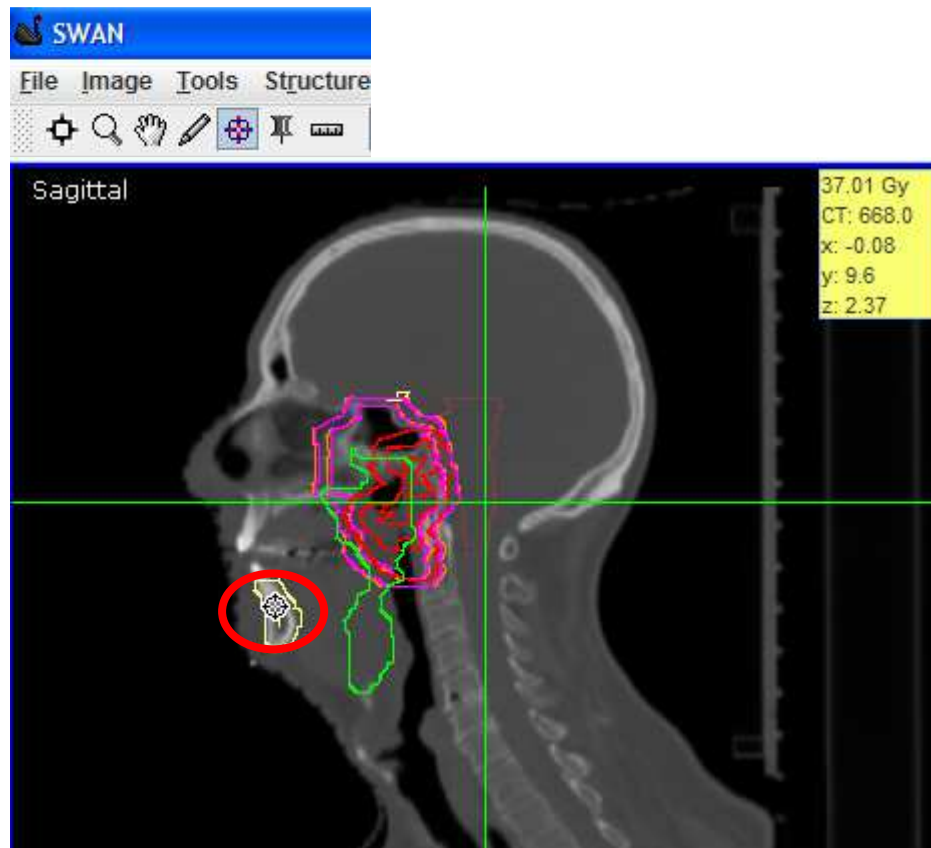 SWAN
File Image Tools Structure
Sagittal
37.01 Gy
CT: 668.0
x: -0.08
y: 9.6
z: 2.37